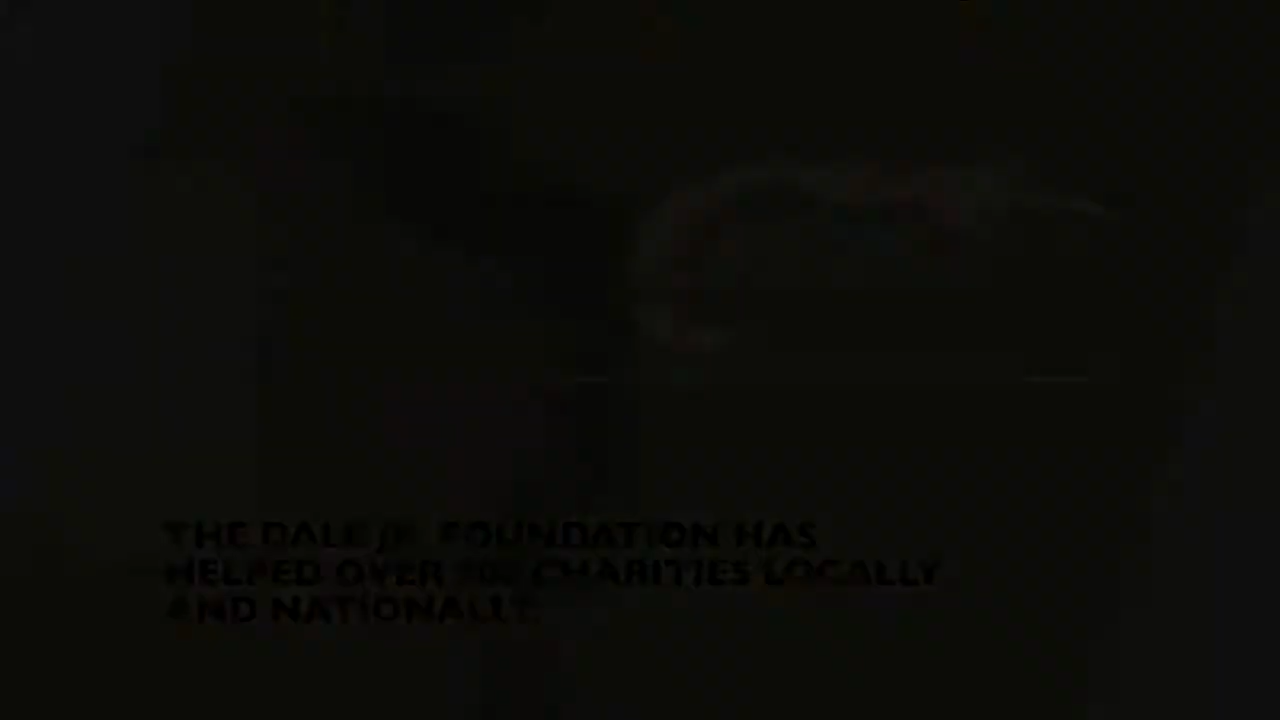 THE DALE JR. FOUNDATION HAS
HELPED OVER CHARITIES LOCALLY
AND NATIONALLY.